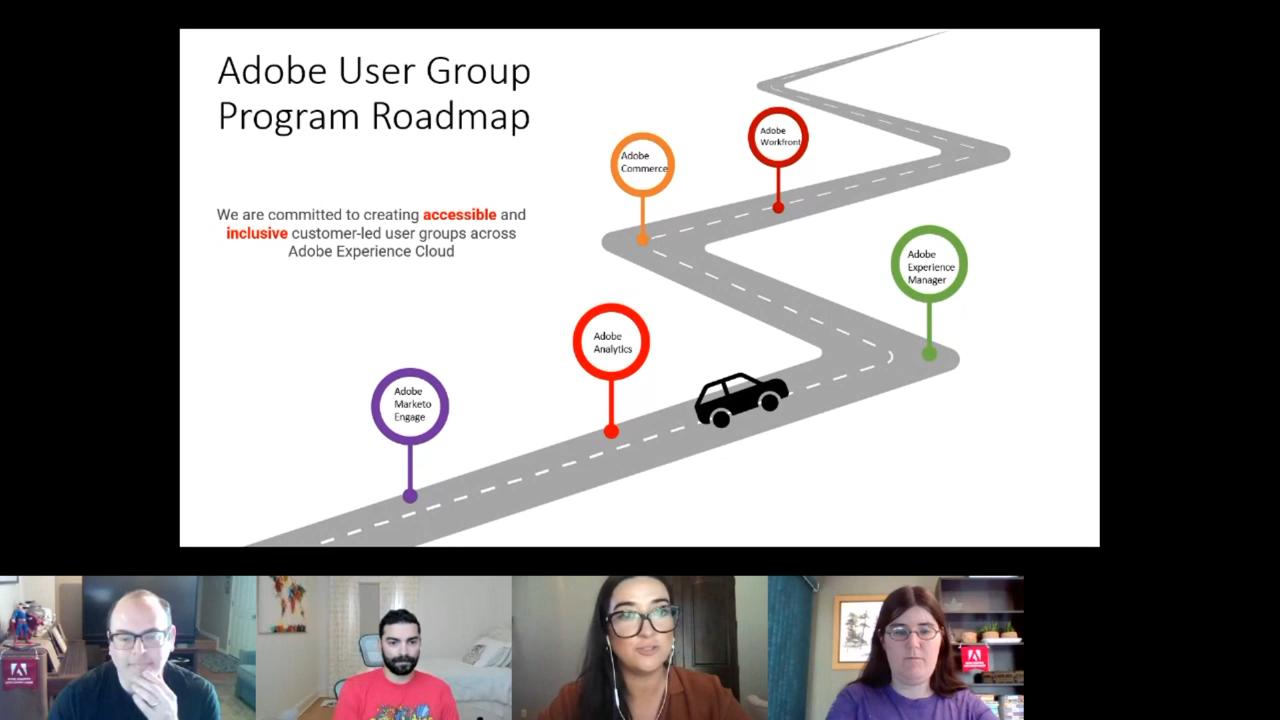 Adobe User Group
Program Roadmap
We are committed to creating accessible and
inclusive customer-led user groups across
Adobe Experience Cloud
Adobe
Workfront
Adobe
Commerce
Adobe
Experience
Manager
Adobe
Analytics
Adobe
Marketo
Engage